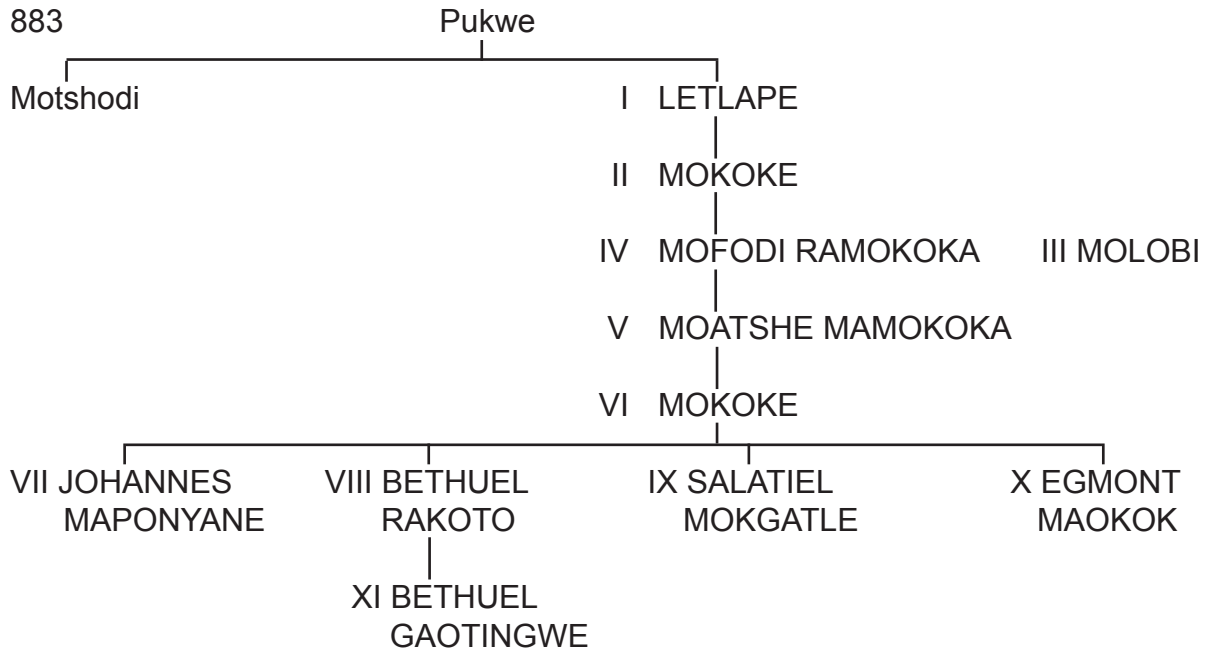 883 Pukwe
Motshodi I LETLAPE
II MOKOKE
IV MOFODI RAMOKOKA III MOLOBI
V MOATSHE MAMOKOKA
VI MOKOKE
VII JOHANNES VIII BETHUEL IX SALATIEL X EGMONT
MAPONYANE RAKOTO MOKGATLE MAOKOK
XI BETHUEL
GAOTINGWE